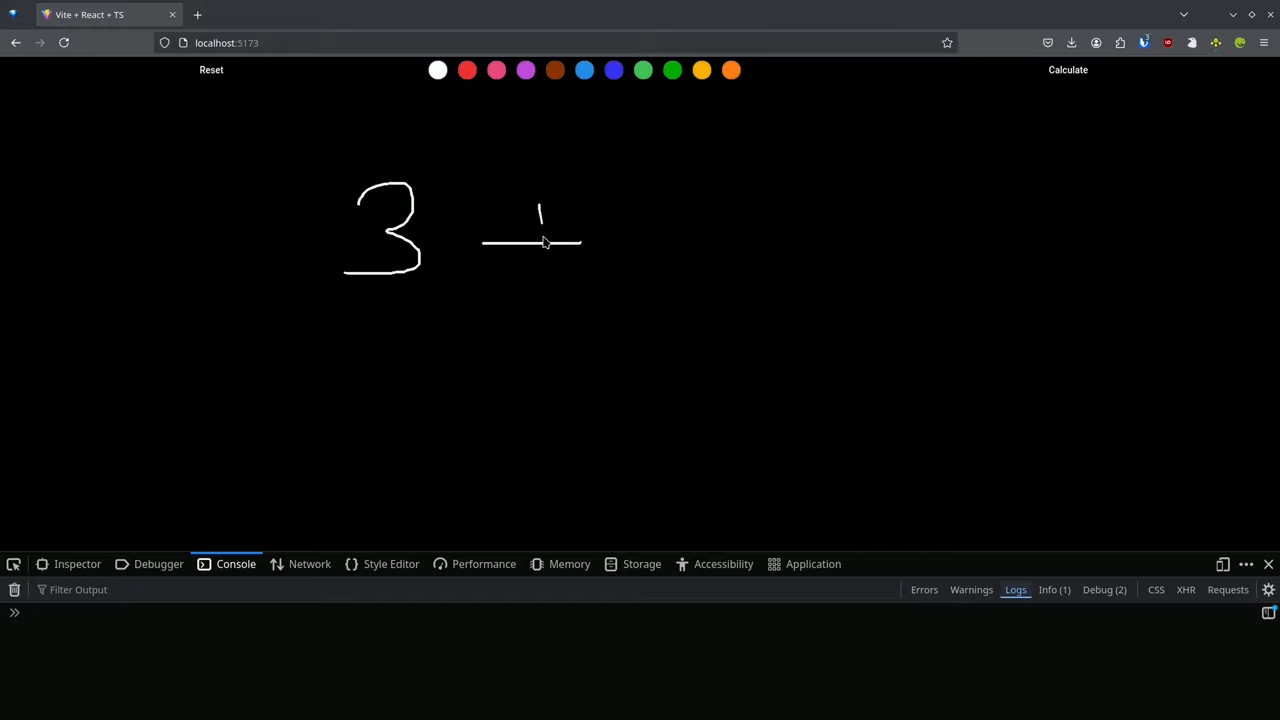 Vite + React + TS
localhost:5173
3
Reset
Calculate
3
Inspector Debugger Console Network Style Editor Performance Memory Storage Accessibility Application
Filter Output
Errors Warnings Logs Info (1) Debug (2) CSS XHR Requests